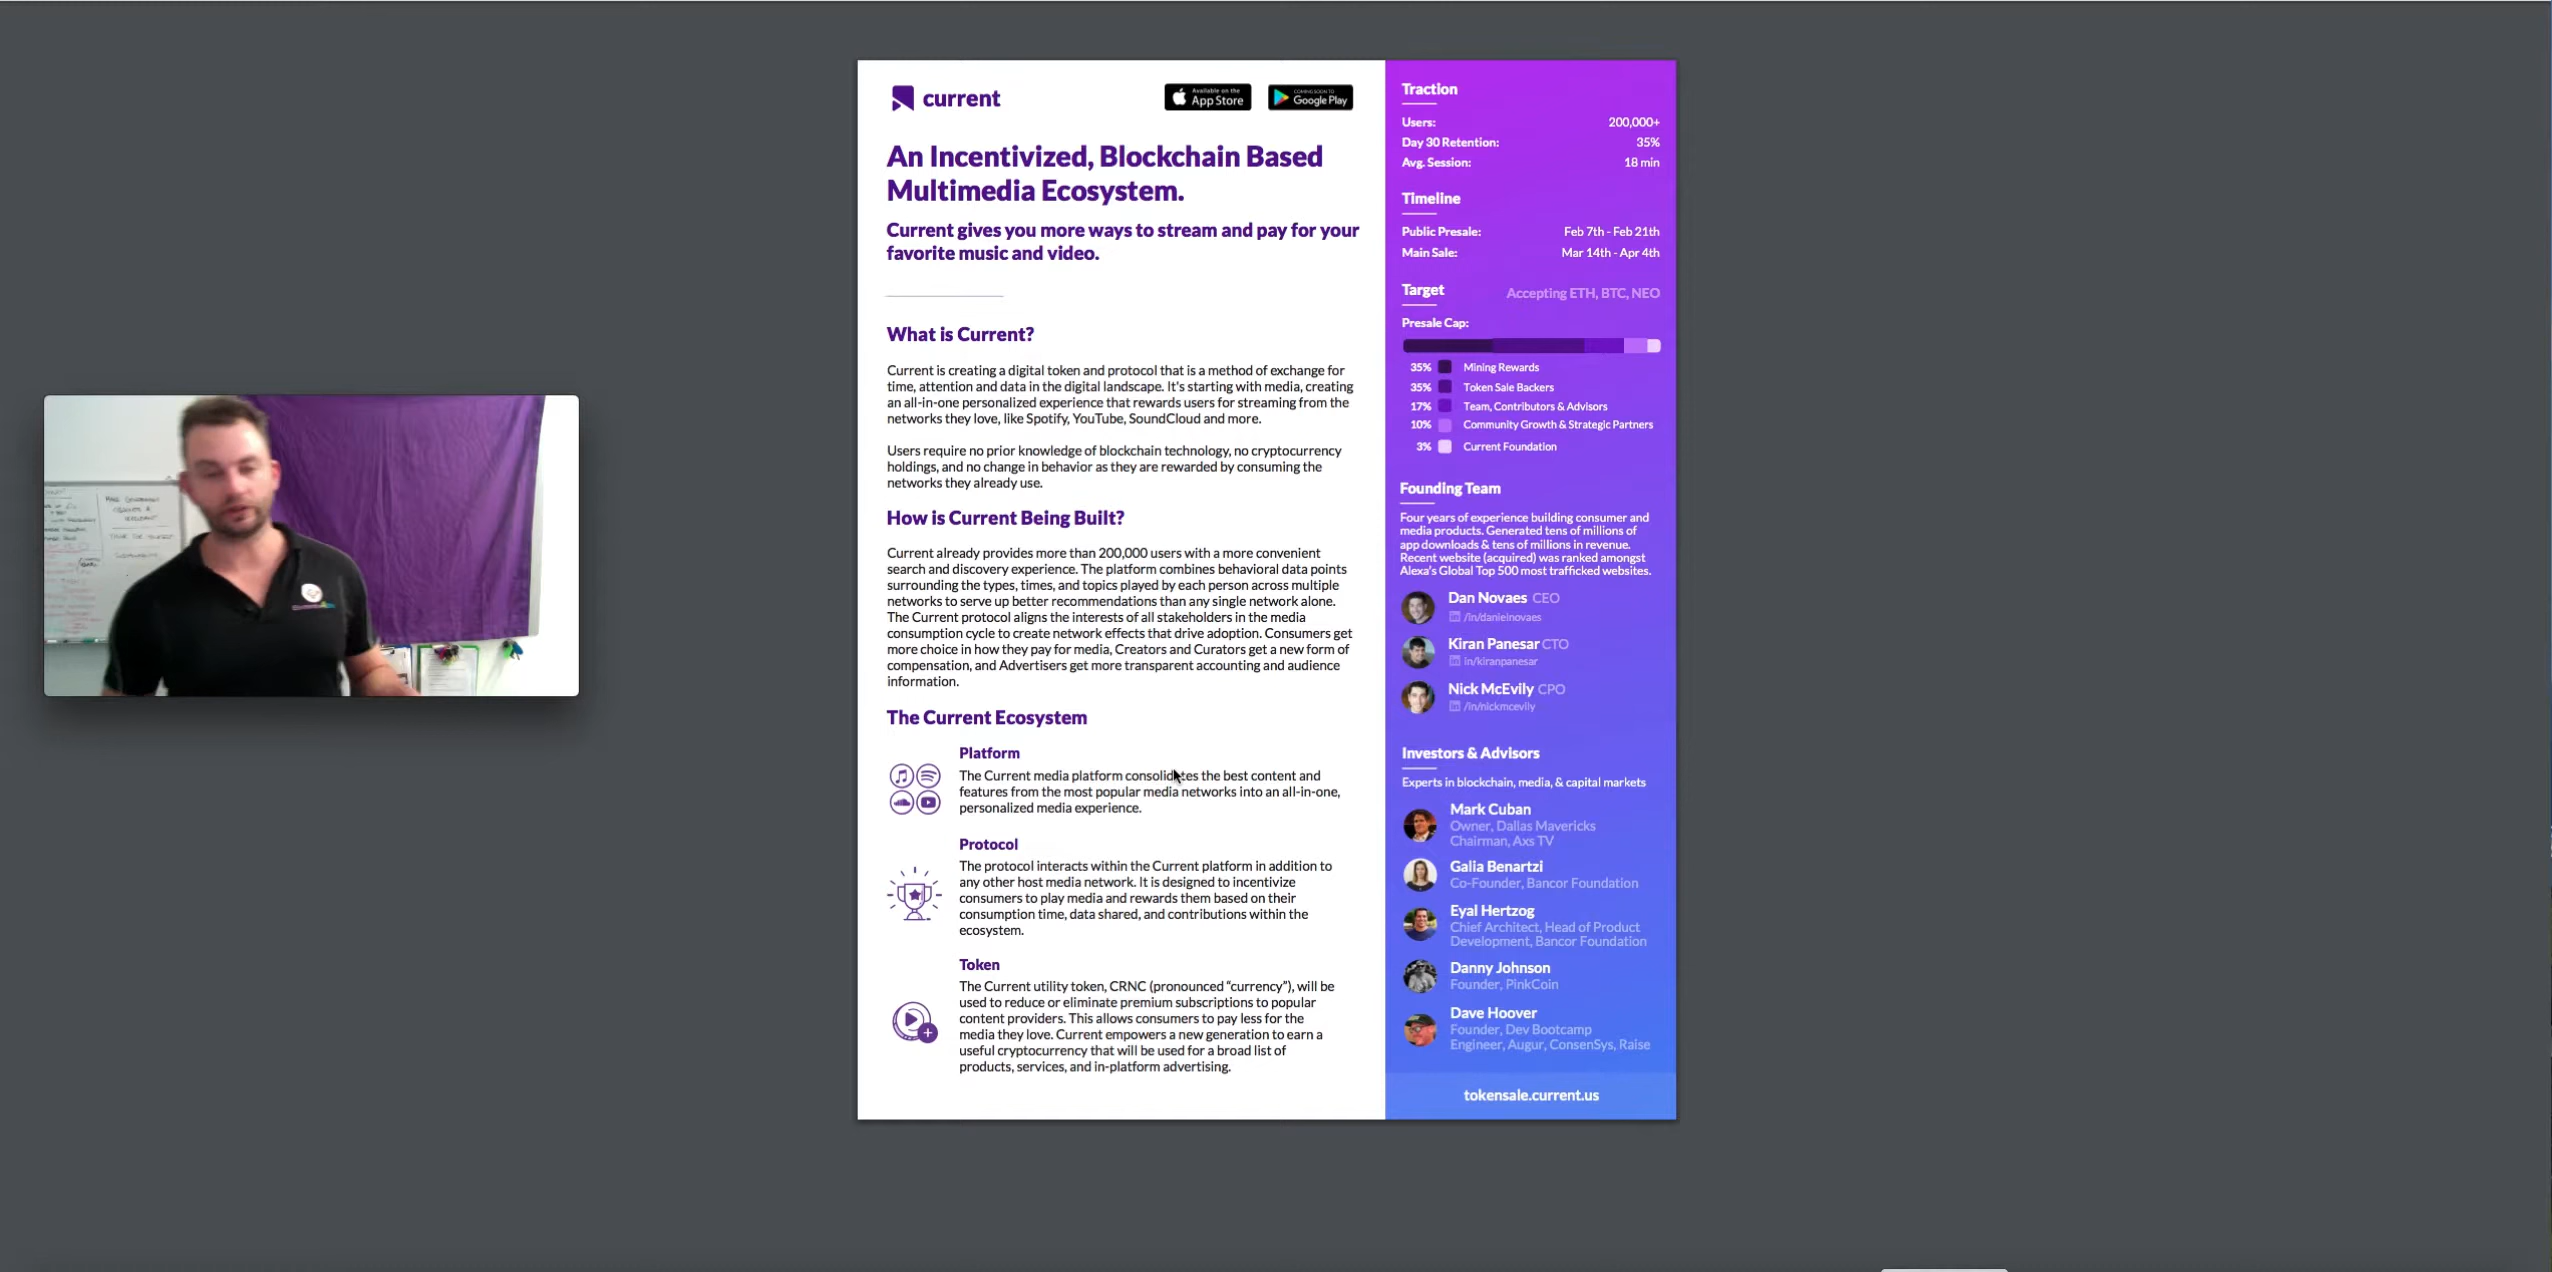 current
Available on the
App Store
COMING SOON TO
Google Play
An Incentivized, Blockchain Based
Multimedia Ecosystem.
Current gives you more ways to stream and pay for your
favorite music and video.
What is Current?
Current is creating a digital token and protocol that is a method of exchange for
time, attention and data in the digital landscape. It's starting with media, creating
an all-in-one personalized experience that rewards users for streaming from the
networks they love, like Spotify, YouTube, SoundCloud and more.
Users require no prior knowledge of blockchain technology, no cryptocurrency
holdings, and no change in behavior as they are rewarded by consuming the
networks they already use.
How is Current Being Built?
Current already provides more than 200,000 users with a more convenient
search and discovery experience. The platform combines behavioral data points
surrounding the types, times, and topics played by each person across multiple
networks to serve up better recommendations than any single network alone.
The Current protocol aligns the interests of all stakeholders in the media
consumption cycle to create network effects that drive adoption. Consumers get
more choice in how they pay for media, Creators and Curators get a new form of
compensation, and Advertisers get more transparent accounting and audience
information.
The Current Ecosystem
Platform
The Current media platform consolidates the best content and
features from the most popular media networks into an all-in-one,
personalized media experience.
Protocol
The protocol interacts within the Current platform in addition to
any other host media network. It is designed to incentivize
consumers to play media and rewards them based on their
consumption time, data shared, and contributions within the
ecosystem.
Token
The Current utility token, CRNC (pronounced “currency”), will be
used to reduce or eliminate premium subscriptions to popular
content providers. This allows consumers to pay less for the
media they love. Current empowers a new generation to earn a
useful cryptocurrency that will be used for a broad list of
products, services, and in-platform advertising.
Traction
Users: 200,000+
Day 30 Retention: 35%
Avg. Session: 18 min
Timeline
Public Presale: Feb 7th - Feb 21th
Main Sale: Mar 14th - Apr 4th
Target Accepting ETH, BTC, NEO
Presale Cap:
35% Mining Rewards
35% Token Sale Backers
17% Team, Contributors & Advisors
10% Community Growth & Strategic Partners
3% Current Foundation
Founding Team
Four years of experience building consumer and
media products. Generated tens of millions of
app downloads & tens of millions in revenue.
Recent website (acquired) was ranked amongst
Alexa's Global Top 500 most trafficked websites.
Dan Novaes CEO
/in/danielnovaes
Kiran Panesar CTO
in/kiranpanesar
Nick McEvily CPO
/in/nickmcevily
Investors & Advisors
Experts in blockchain, media, & capital markets
Mark Cuban
Owner, Dallas Mavericks
Chairman, Axs TV
Galia Benartzi
Co-Founder, Bancor Foundation
Eyal Hertzog
Chief Architect, Head of Product
Development, Bancor Foundation
Danny Johnson
Founder, PinkCoin
Dave Hoover
Founder, Dev Bootcamp
Engineer, Augur, ConsenSys, Raise
tokensale.current.us